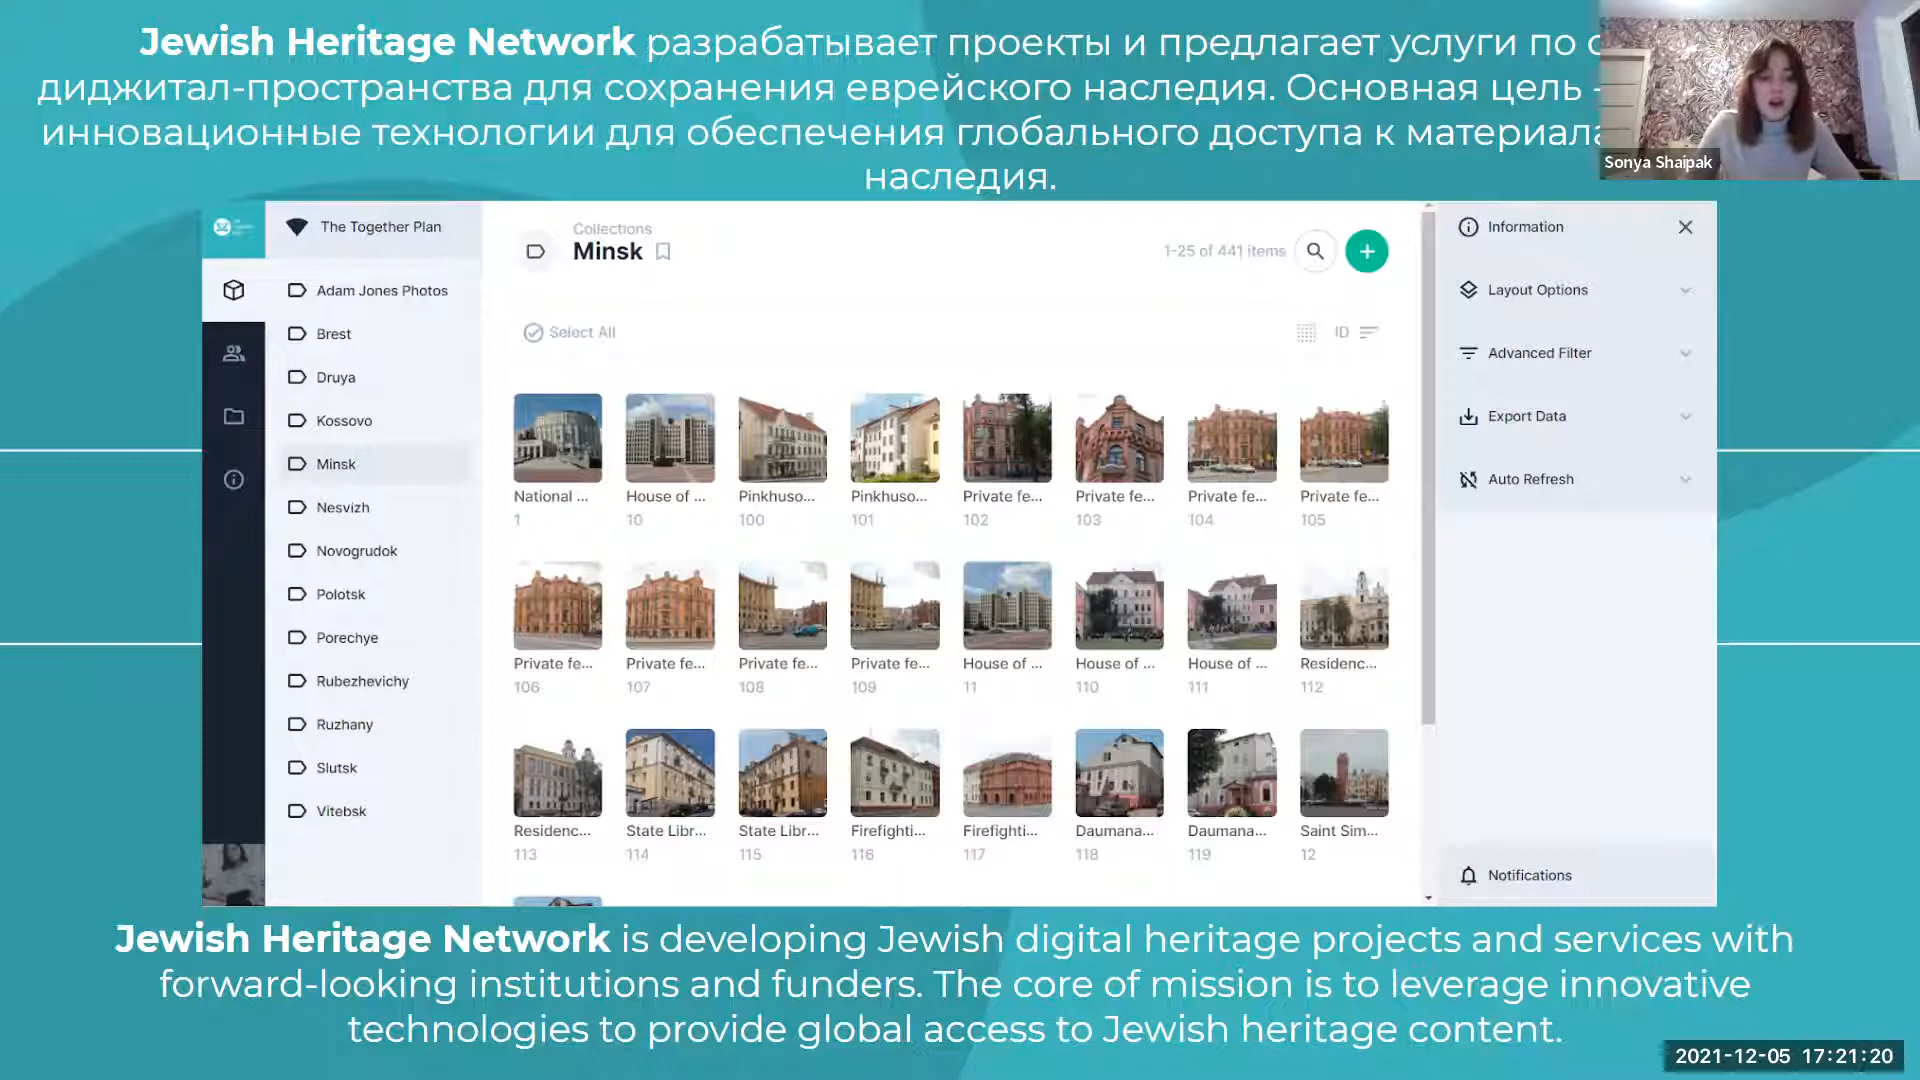 Jewish Heritage Network разрабатывает проекты и предлагает услуги по
диджитал-пространства для сохранения еврейского наследия. Основная цель -
инновационные технологии для обеспечения глобального доступа к
наследия.
Sonya Shaipak
The Together Plan
Adam Jones Photos
Brest
Druya
Kossovo
Minsk
Nesvizh
Novogrudok
Polotsk
Porechye
Rubezhevichy
Ruzhany
Slutsk
Vitebsk
Collections
Minsk
1-25 of 441 items
Select All
ID
National ... House of ... Pinkhuso... Pinkhuso... Private fe... Private fe... Private fe... Private fe...
1 10 100 101 102 103 104 105
Private fe... Private fe... Private fe... Private fe... House of ... House of ... House of ... Residenc...
106 107 108 109 11 110 111 112
Residenc... State Libr... State Libr... Firefighti... Firefighti... Daumana... Daumana... Saint Sim...
113 114 115 116 117 118 119 12
Information
Layout Options
Advanced Filter
Export Data
Auto Refresh
Notifications
Jewish Heritage Network is developing Jewish digital heritage projects and services with
forward-looking institutions and funders. The core of mission is to leverage innovative
technologies to provide global access to Jewish heritage content.
2021-12-05 17:21:20